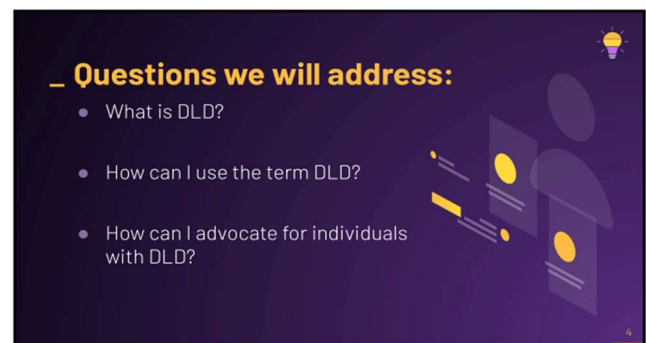 _ Questions we will address:
● What is DLD?
● How can I use the term DLD?
● How can I advocate for individuals
with DLD?
4